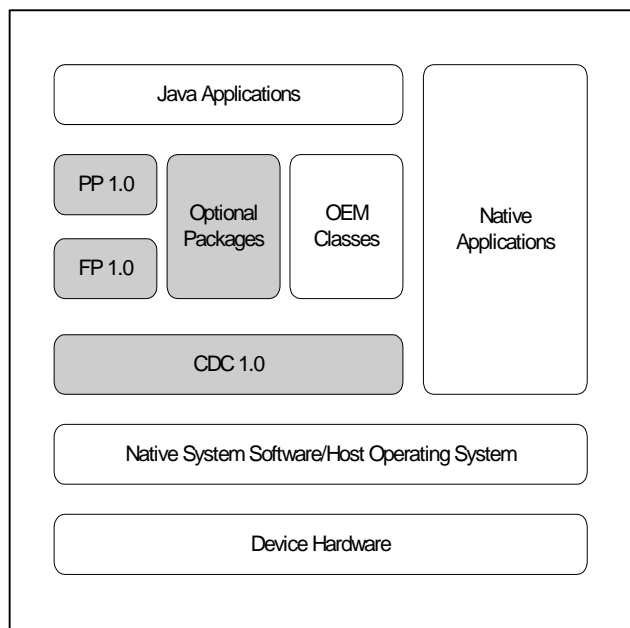 Java Applications
PP 1.0
FP 1.0
Optional
Packages
OEM
Classes
Native
Applications
CDC 1.0
Native System Software/Host Operating System
Device Hardware